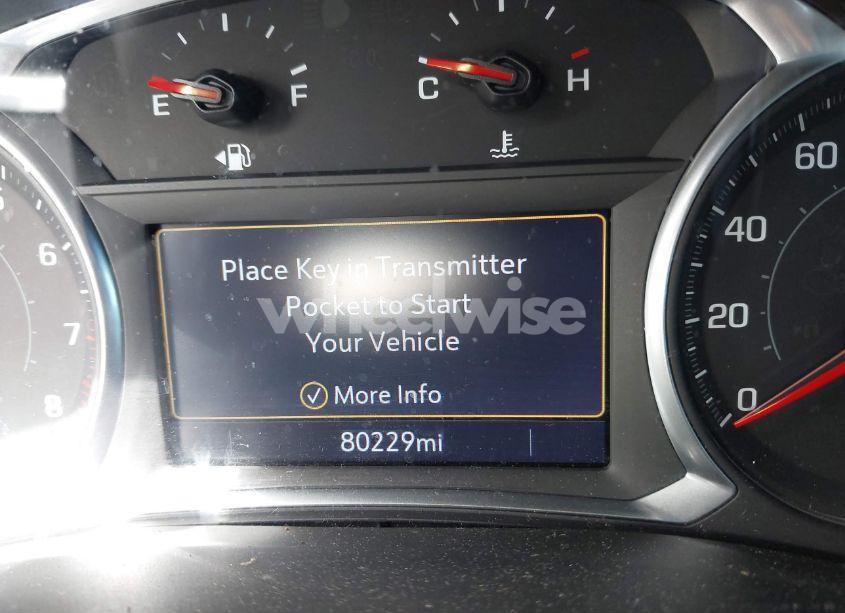 E F
C H
60
40
20
0
5
6
7
8
Place Key in Transmitter
Pocket to Start
Your Vehicle
wheelwise
More Info
80229mi